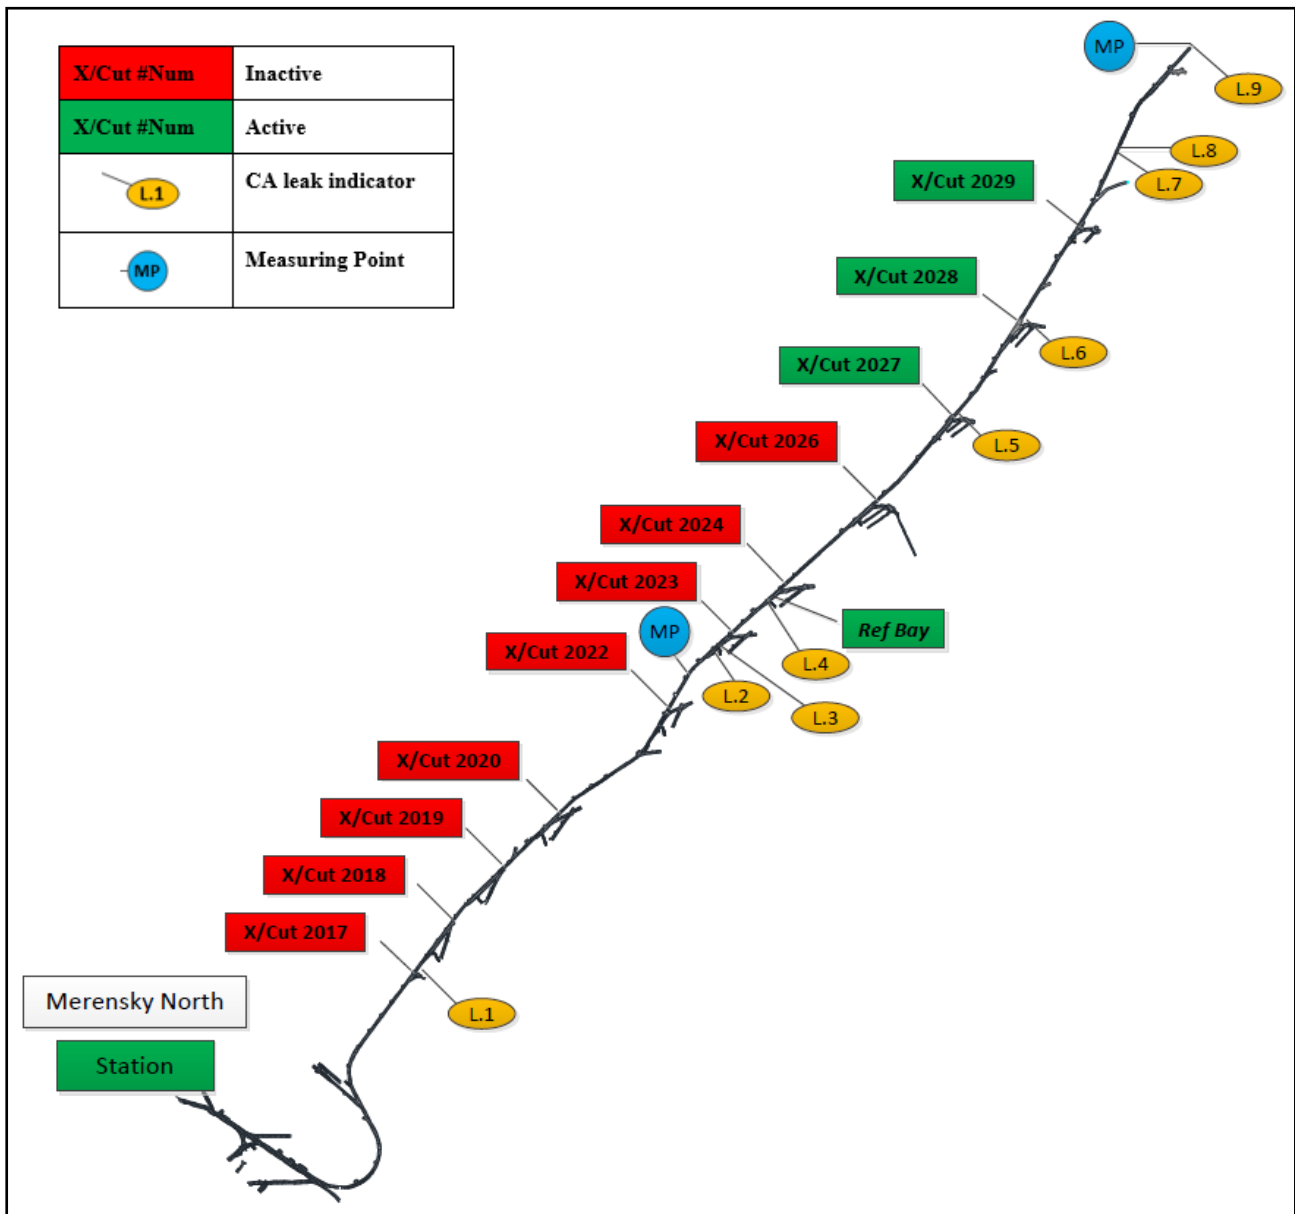 X/Cut #Num Inactive
X/Cut #Num Active
L.1 CA leak indicator
MP Measuring Point
MP
L.9
L.8
L.7
X/Cut 2029
X/Cut 2028
L.6
X/Cut 2027
L.5
X/Cut 2026
X/Cut 2024
X/Cut 2023
Ref Bay
MP
X/Cut 2022
L.4
L.2
L.3
X/Cut 2020
X/Cut 2019
X/Cut 2018
X/Cut 2017
Merensky North
L.1
Station